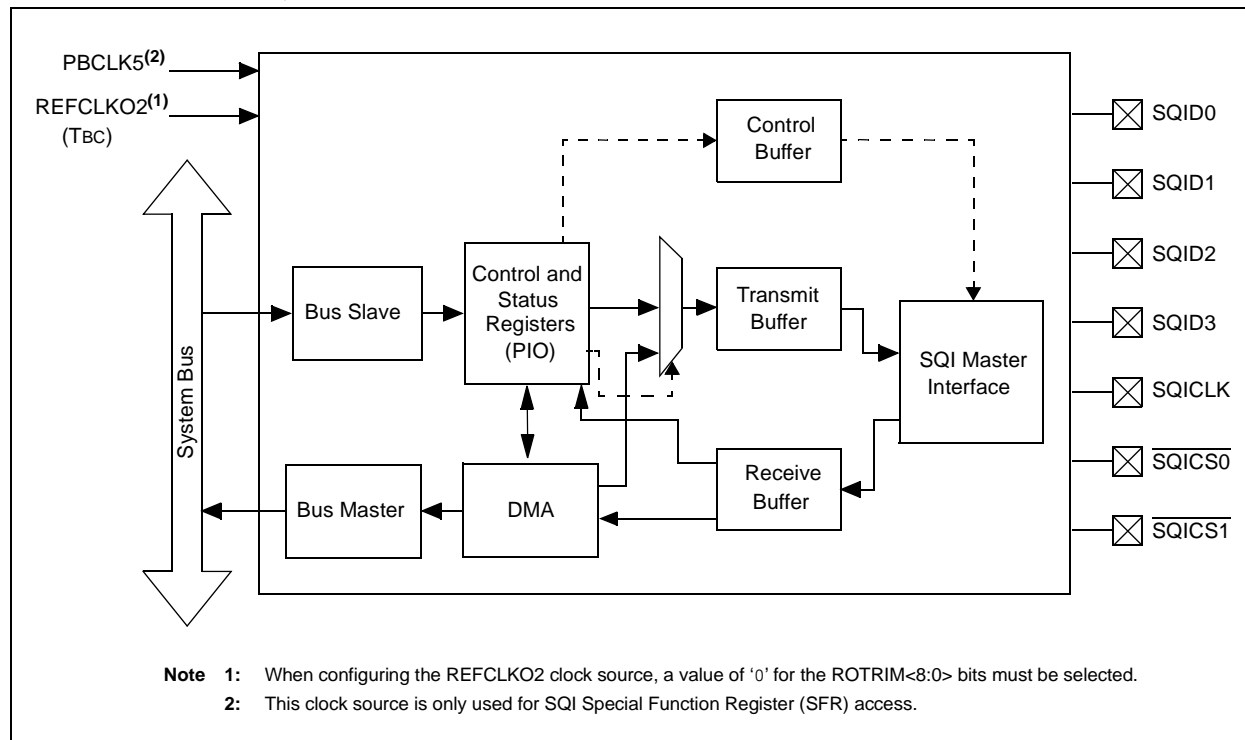 PBCLK5(2)
REFCLKO2(1)
(TBC)
System Bus
Bus Slave
Control and
Status
Registers
(PIO)
Control
Buffer
Transmit
Buffer
SQI Master
Interface
Bus Master
DMA
Receive
Buffer
SQID0
SQID1
SQID2
SQID3
SQICLK
SQICS0
SQICS1
Note 1: When configuring the REFCLKO2 clock source, a value of ‘0’ for the ROTRIM<8:0> bits must be selected.
2: This clock source is only used for SQI Special Function Register (SFR) access.